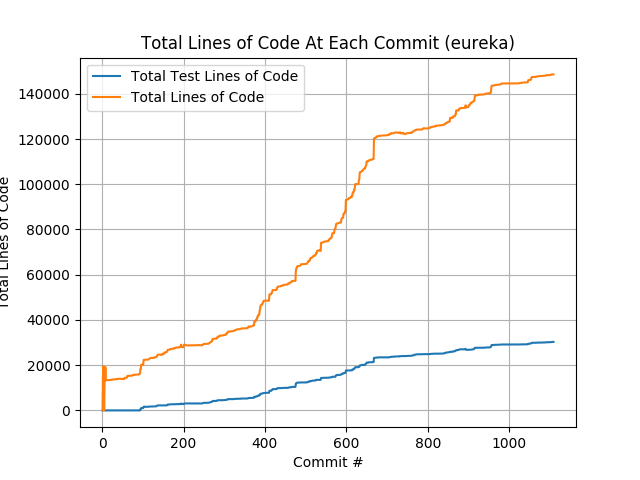 Total Lines of Code At Each Commit (eureka)
Total Test Lines of Code
Total Lines of Code
140000
120000
100000
80000
60000
40000
20000
0
Total Lines of Code
0 200 400 600 800 1000
Commit #